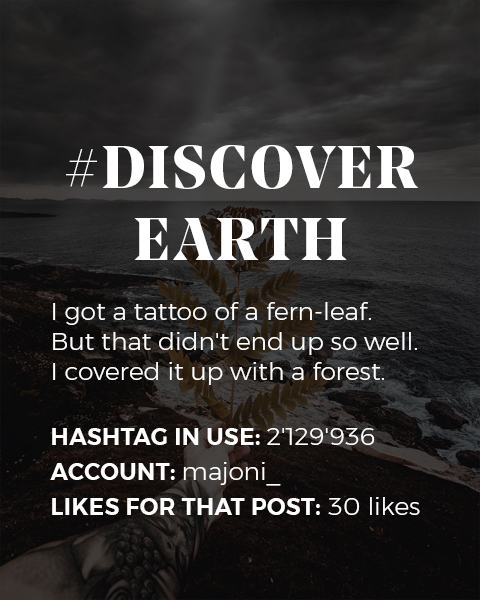 #DISCOVER
EARTH
I got a tattoo of a fern-leaf.
But that didn't end up so well.
I covered it up with a forest.
HASHTAG IN USE: 2'129'936
ACCOUNT: majoni_
LIKES FOR THAT POST: 30 likes